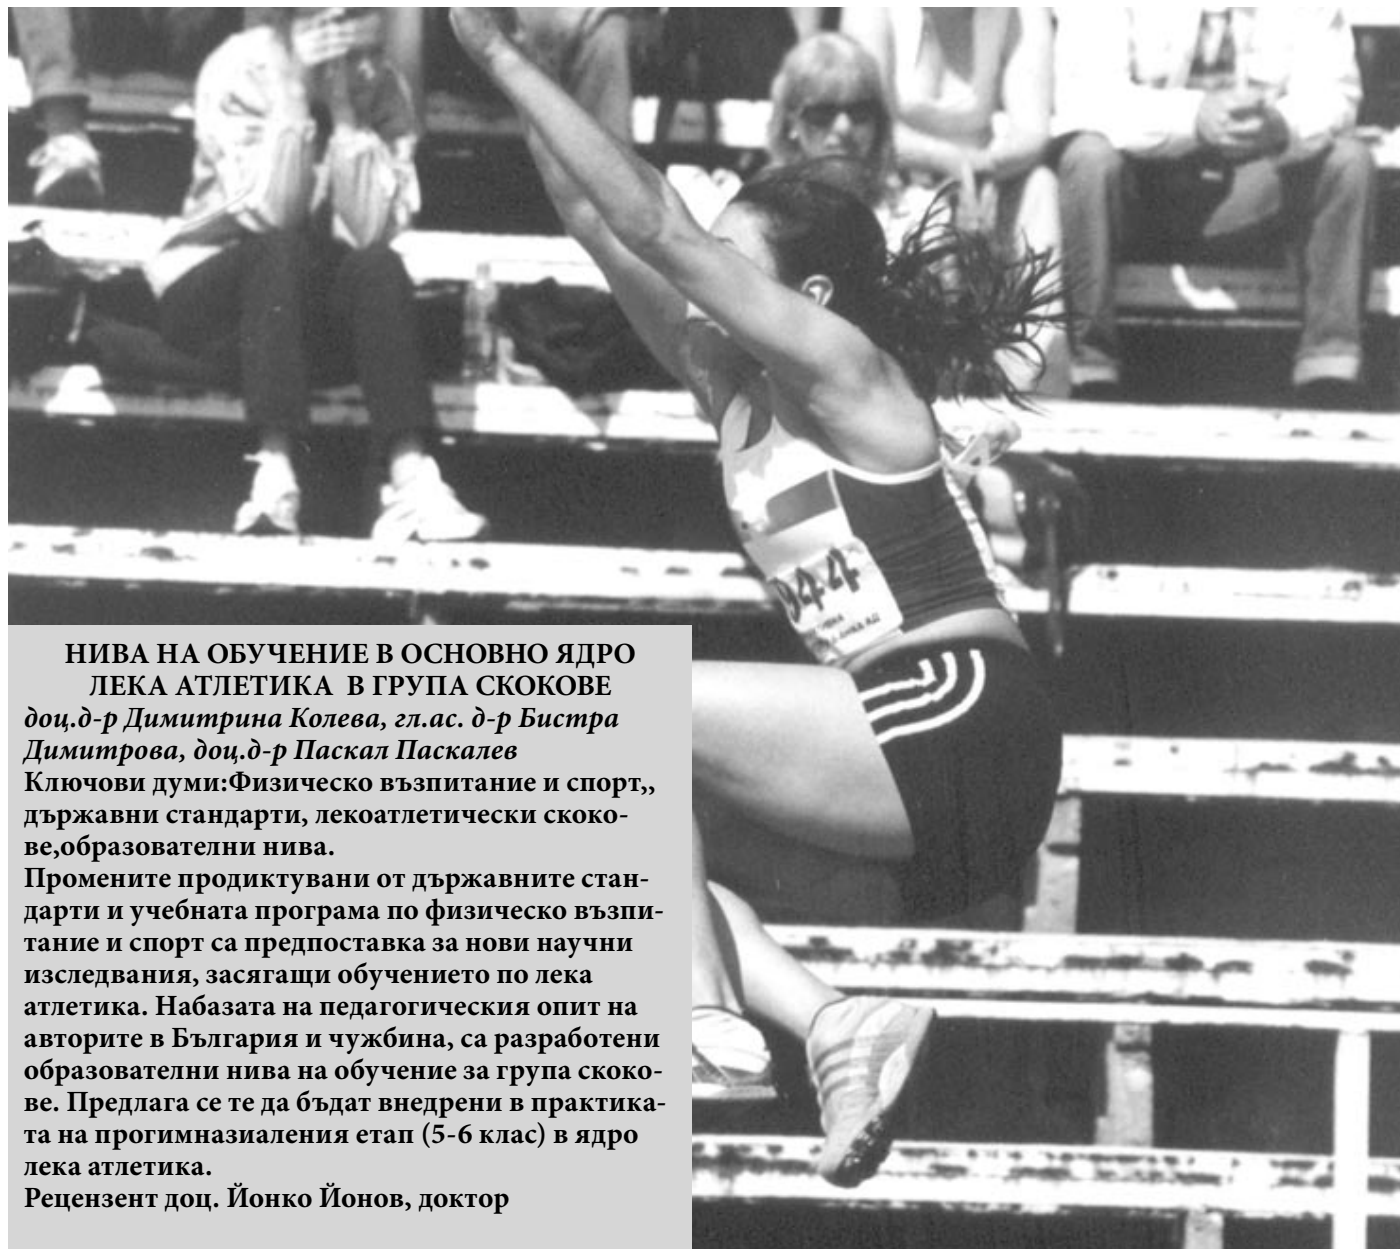 944
НИВА НА ОБУЧЕНИЕ В ОСНОВНО ЯДРО
ЛЕКА АТЛЕТИКА  В ГРУПА СКОКОВЕ
доц.д-р Димитрина Колева, гл.ас. д-р Бистра
Димитрова, доц.д-р Паскал Паскалев
Ключови думи:Физическо възпитание и спорт,,
държавни стандарти, лекоатлетически скоко-
ве,образователни нива.
Промените продиктувани от държавните стан-
дарти и учебната програма по физическо възпи-
тание и спорт са предпоставка за нови научни
изследвания, засягащи обучението по лека
атлетика. Набазата на педагогическия опит на
авторите в България и чужбина, са разработени
образователни нива на обучение за група скоко-
ве. Предлага се те да бъдат внедрени в практика-
та на прогимназиаления етап (5-6 клас) в ядро
лека атлетика.
Рецензент доц. Йонко Йонов, доктор